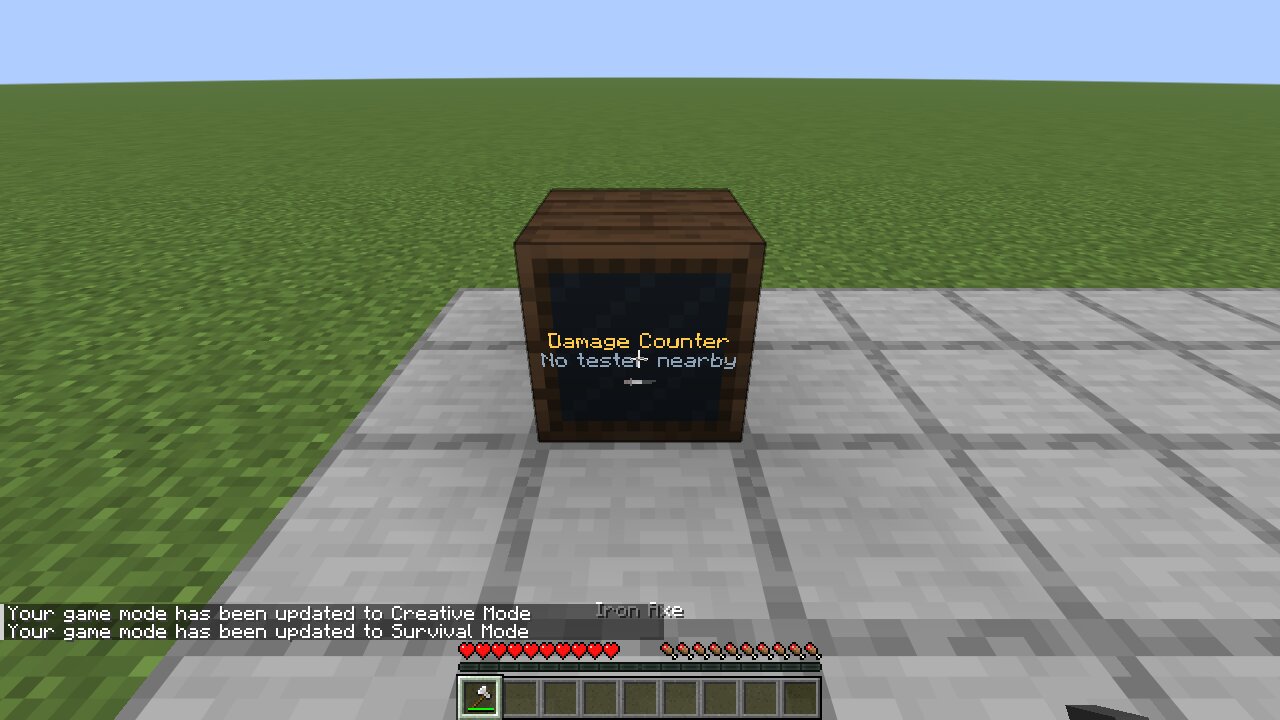 Damage Counter
No tester nearby
Iron Axe
Your game mode has been updated to Creative Mode
Your game mode has been updated to Survival Mode